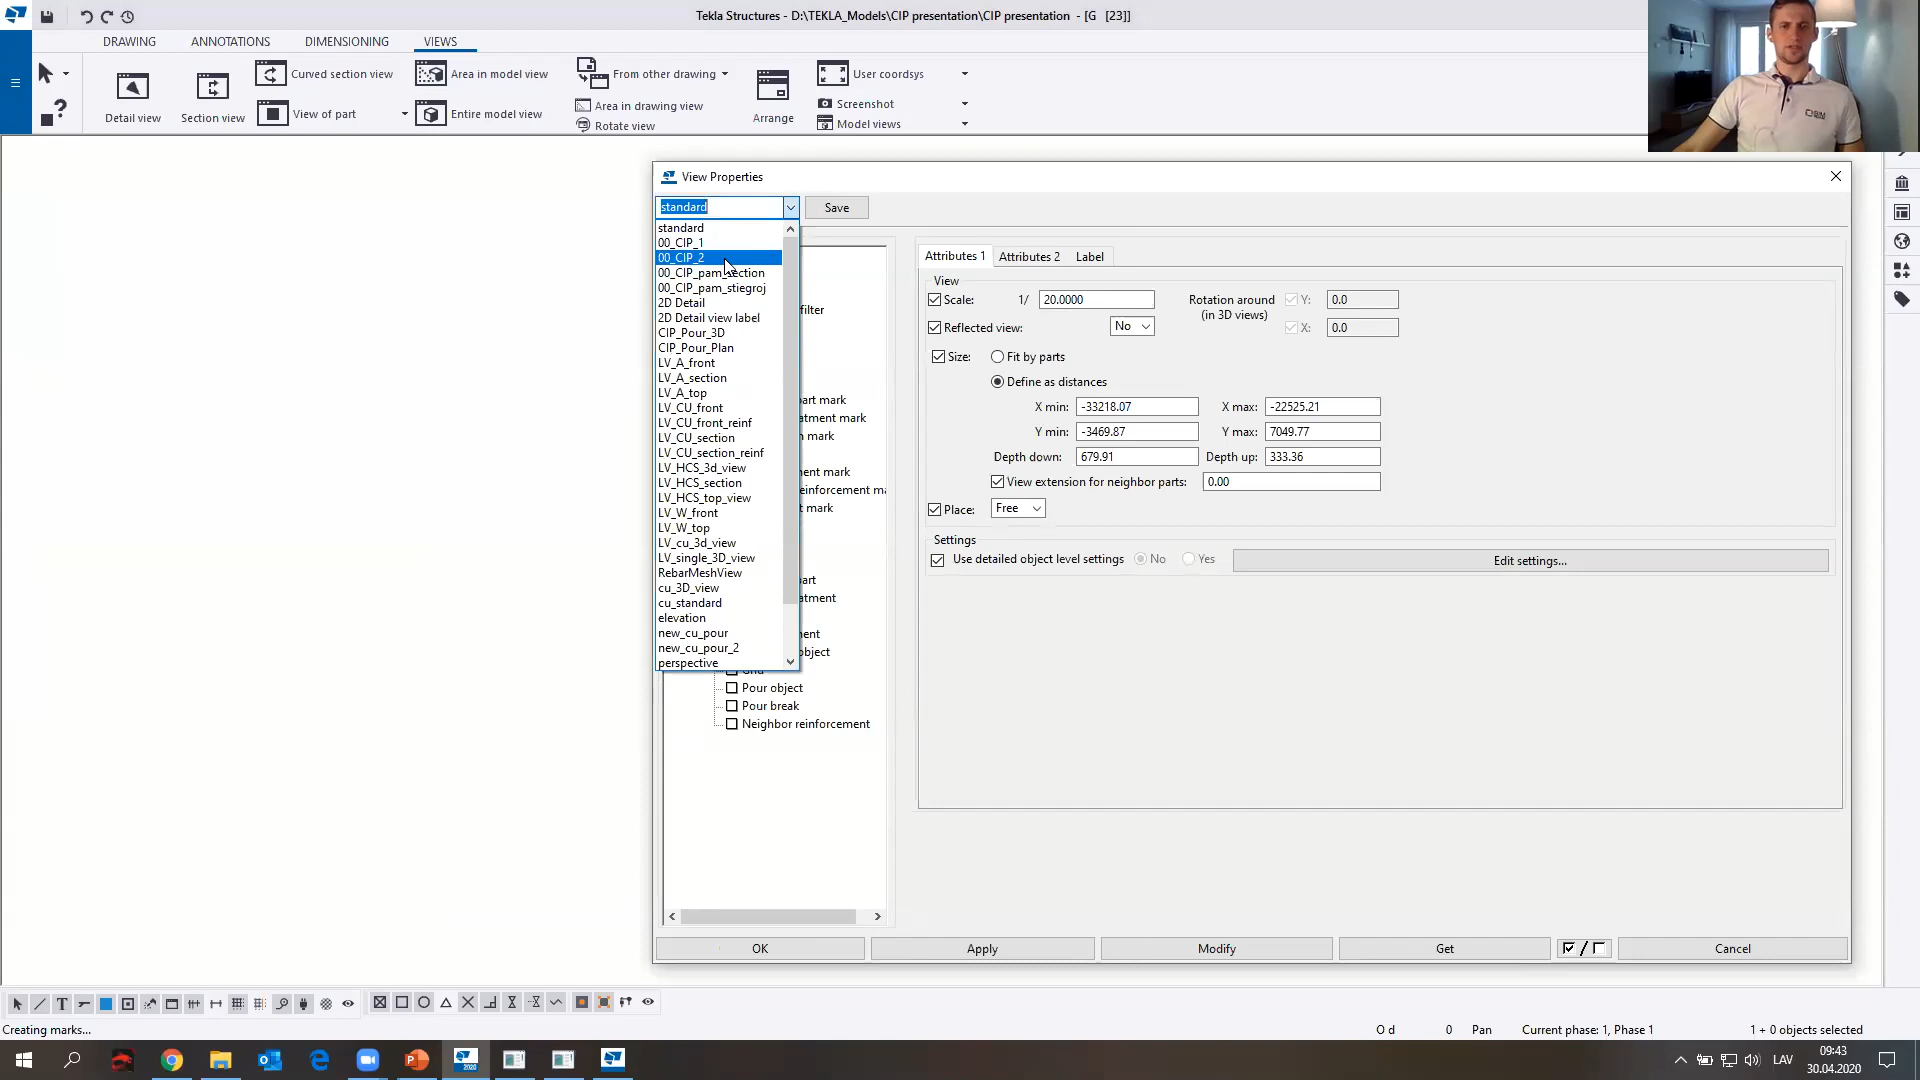 Tekla Structures - D:\TEKLA_Models\CIP presentation\CIP presentation - [G [23]]
DRAWING ANNOTATIONS DIMENSIONING VIEWS
Detail view
Section view
Curved section view
View of part
Area in model view
Entire model view
From other drawing
Area in drawing view
Rotate view
Arrange
User coordsys
Screenshot
Model views
View Properties
standard
Save
standard
00_CIP_1
00_CIP_2
00_CIP_pam_section
00_CIP_pam_stiegroj
2D Detail
2D Detail view label
CIP_Pour_3D
CIP_Pour_Plan
LV_A_front
LV_A_section
LV_A_top
LV_CU_front
LV_CU_front_reinf
LV_CU_section
LV_CU_section_reinf
LV_HCS_3d_view
LV_HCS_section
LV_HCS_top_view
LV_W_front
LV_W_top
LV_cu_3d_view
LV_single_3D_view
RebarMeshView
cu_3D_view
cu_standard
elevation
new_cu_pour
new_cu_pour_2
perspective
Pour object
Pour break
Neighbor reinforcement
Attributes 1 Attributes 2 Label
View
Scale: 1/ 20.0000
Rotation around
(in 3D views)
Y: 0.0
X: 0.0
Reflected view: No
Size: Fit by parts
Define as distances
X min: -33218.07 X max: -22525.21
Y min: -3469.87 Y max: 7049.77
Depth down: 679.91 Depth up: 333.36
View extension for neighbor parts: 0.00
Place: Free
Settings
Use detailed object level settings No Yes Edit settings...
OK Apply Modify Get Cancel
Creating marks...
O d 0 Pan Current phase: 1, Phase 1 1 + 0 objects selected
LAV
09:43
30.04.2020